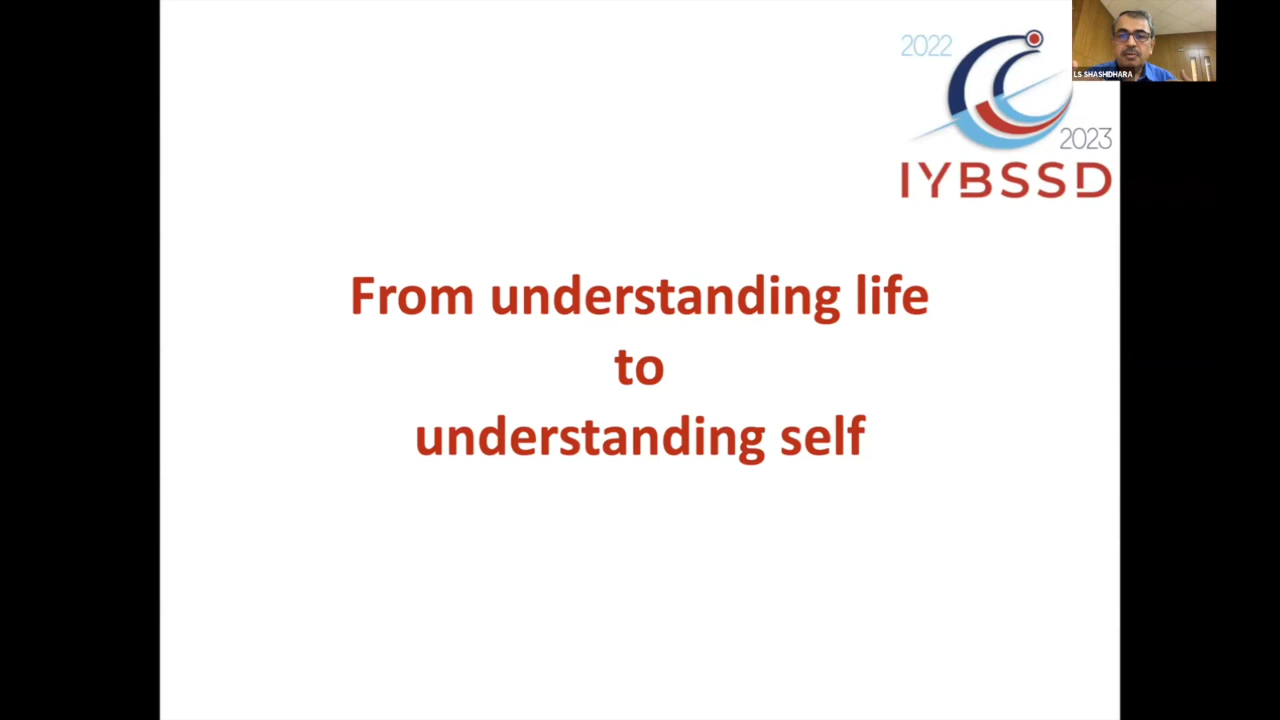 2022
LS SHASHIDHARA
2023
IYBSSD
From understanding life
to
understanding self